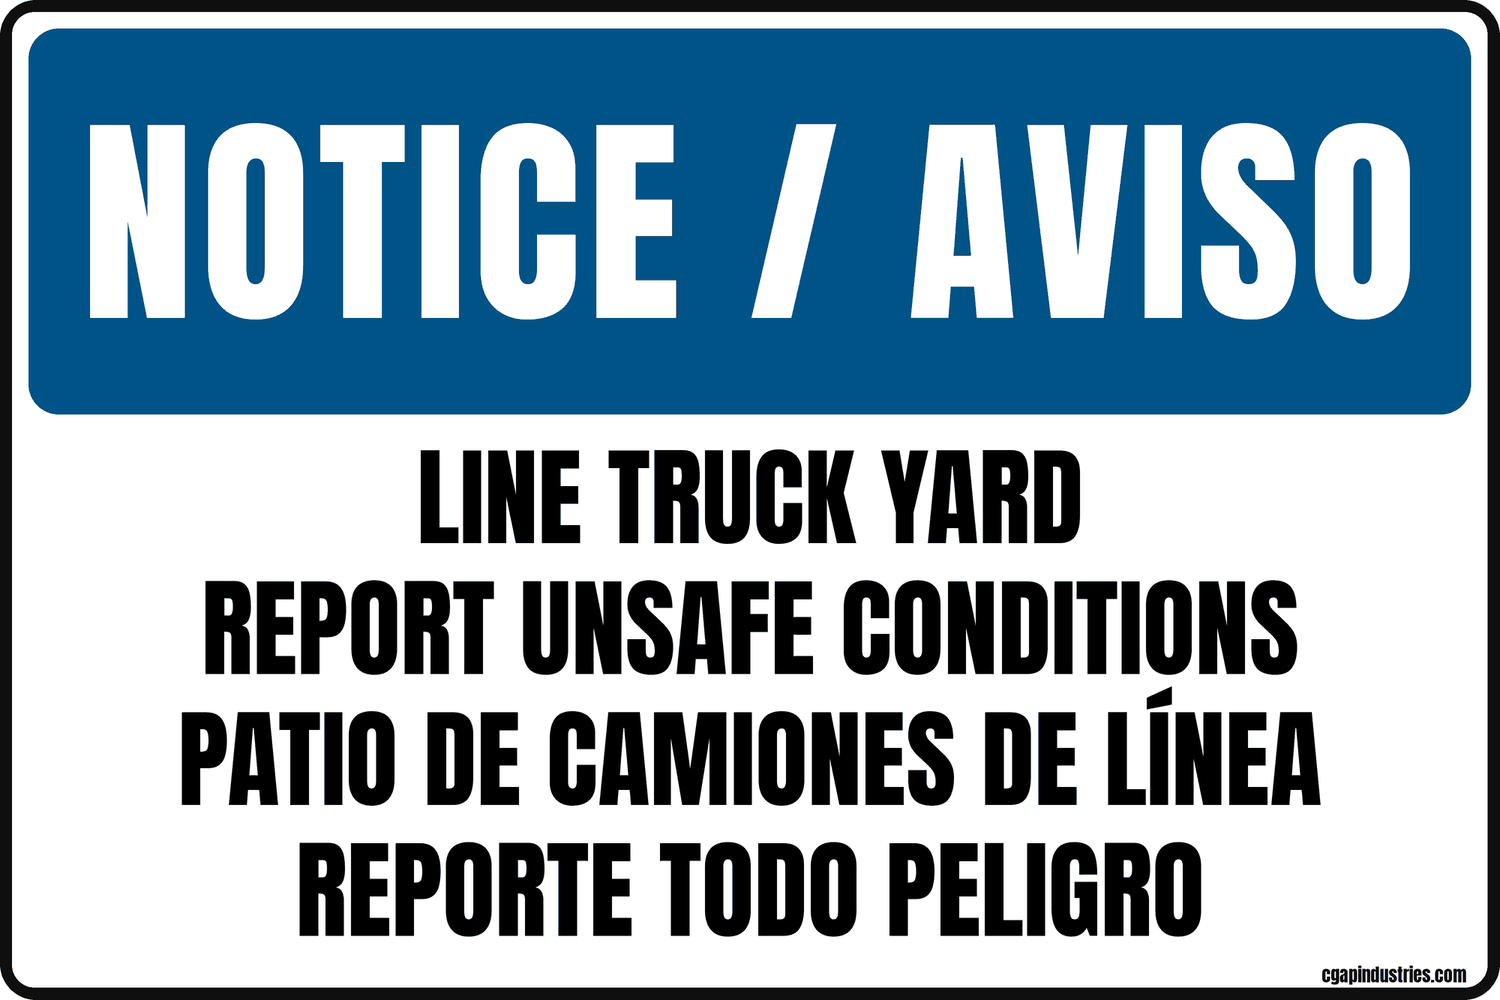 NOTICE / AVISO
LINE TRUCK YARD
REPORT UNSAFE CONDITIONS
PATIO DE CAMIONES DE LÍNEA
REPORTE TODO PELIGRO
cgapindustries.com